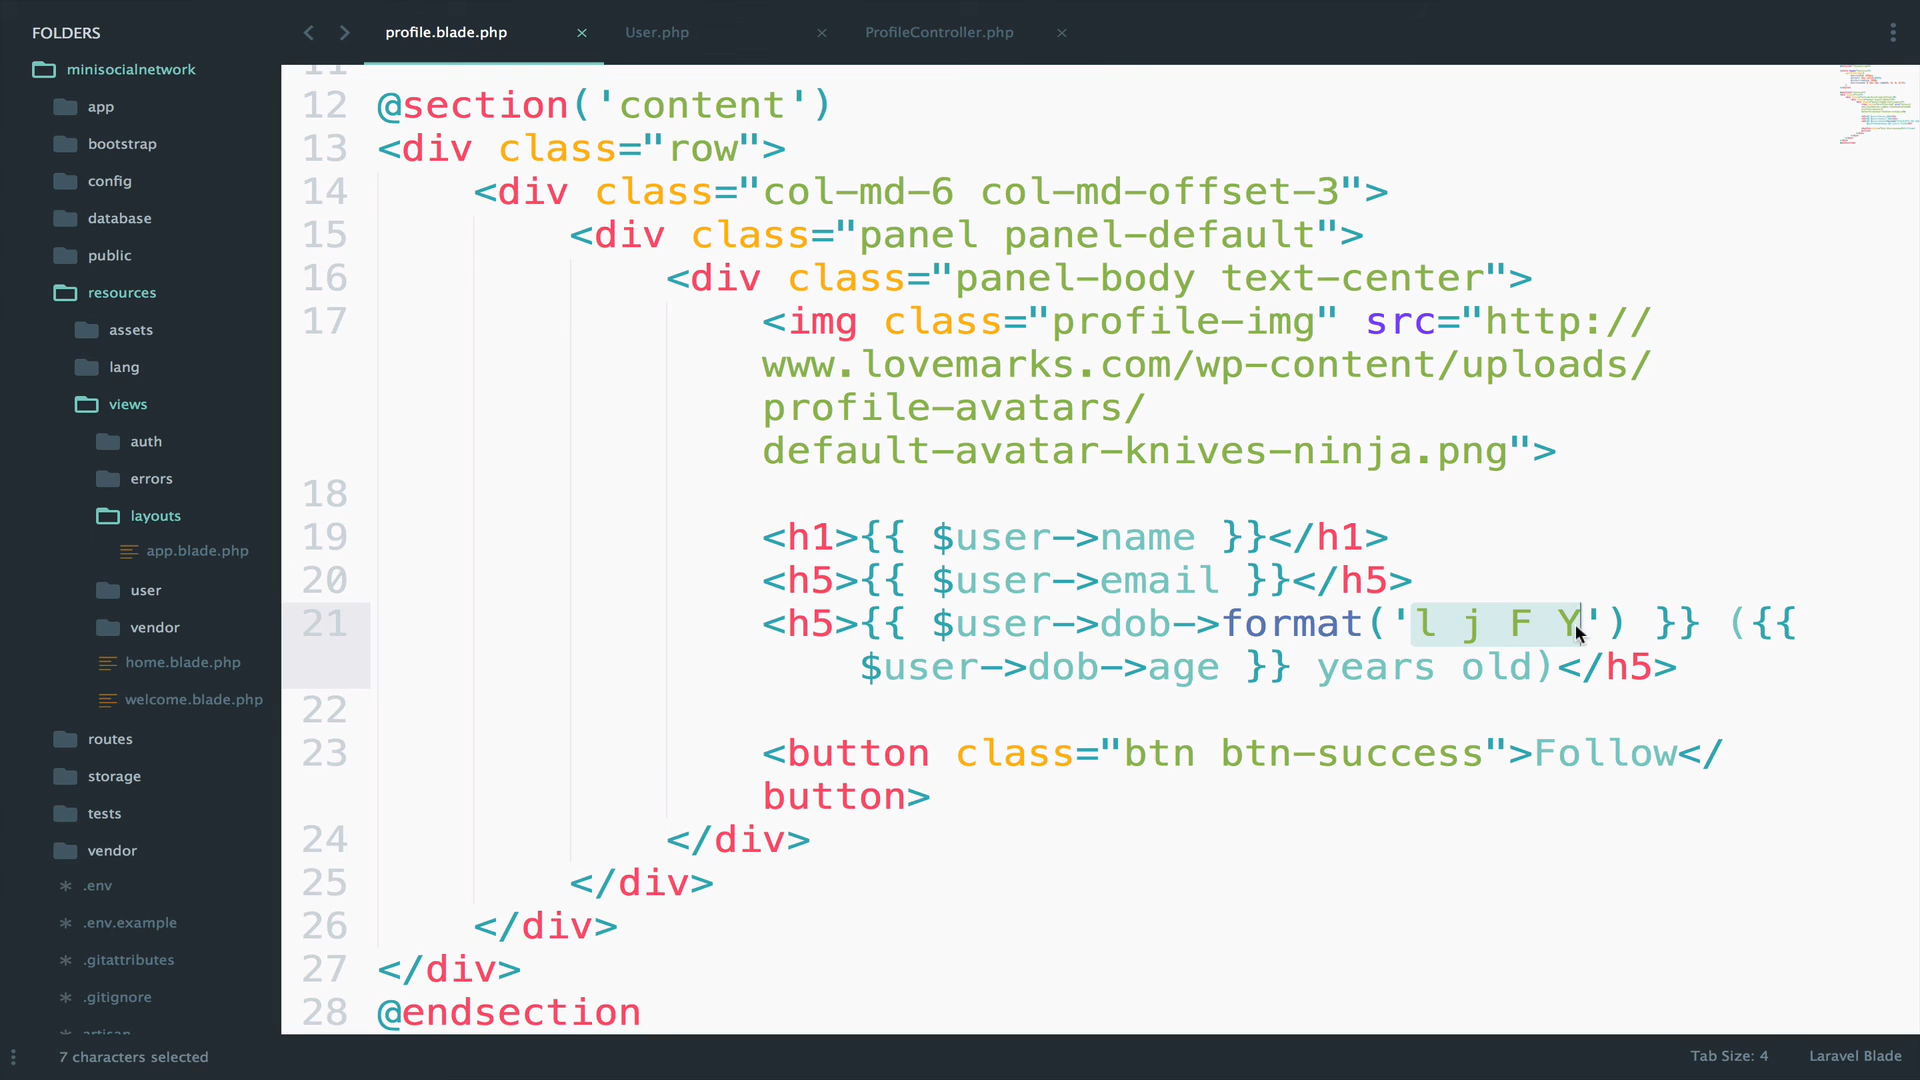 FOLDERS
minisocialnetwork
app
bootstrap
config
database
public
resources
assets
lang
views
auth
errors
layouts
app.blade.php
user
vendor
home.blade.php
welcome.blade.php
routes
storage
tests
vendor
* .env
* .env.example
* .gitattributes
* .gitignore
* artisan
profile.blade.php × User.php × ProfileController.php ×
11
12 @section('content')
13 <div class="row">
14 <div class="col-md-6 col-md-offset-3">
15 <div class="panel panel-default">
16 <div class="panel-body text-center">
17 <img class="profile-img" src="http://
www.lovemarks.com/wp-content/uploads/
profile-avatars/
default-avatar-knives-ninja.png">
18
19 <h1>{{ $user->name }}</h1>
20 <h5>{{ $user->email }}</h5>
21 <h5>{{ $user->dob->format('l j F Y') }} ({{
$user->dob->age }} years old)</h5>
22
23 <button class="btn btn-success">Follow</
button>
24 </div>
25 </div>
26 </div>
27 </div>
28 @endsection
7 characters selected
Tab Size: 4 Laravel Blade